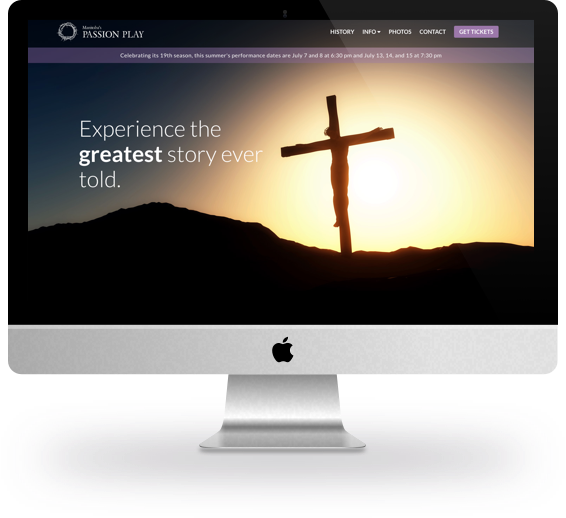 Manitoba's
PASSION PLAY
HISTORY INFO PHOTOS CONTACT GET TICKETS
Celebrating its 19th season, this summer's performance dates are July 7 and 8 at 6:30 pm and July 13, 14, and 15 at 7:30 pm
Experience the
greatest story ever
told.